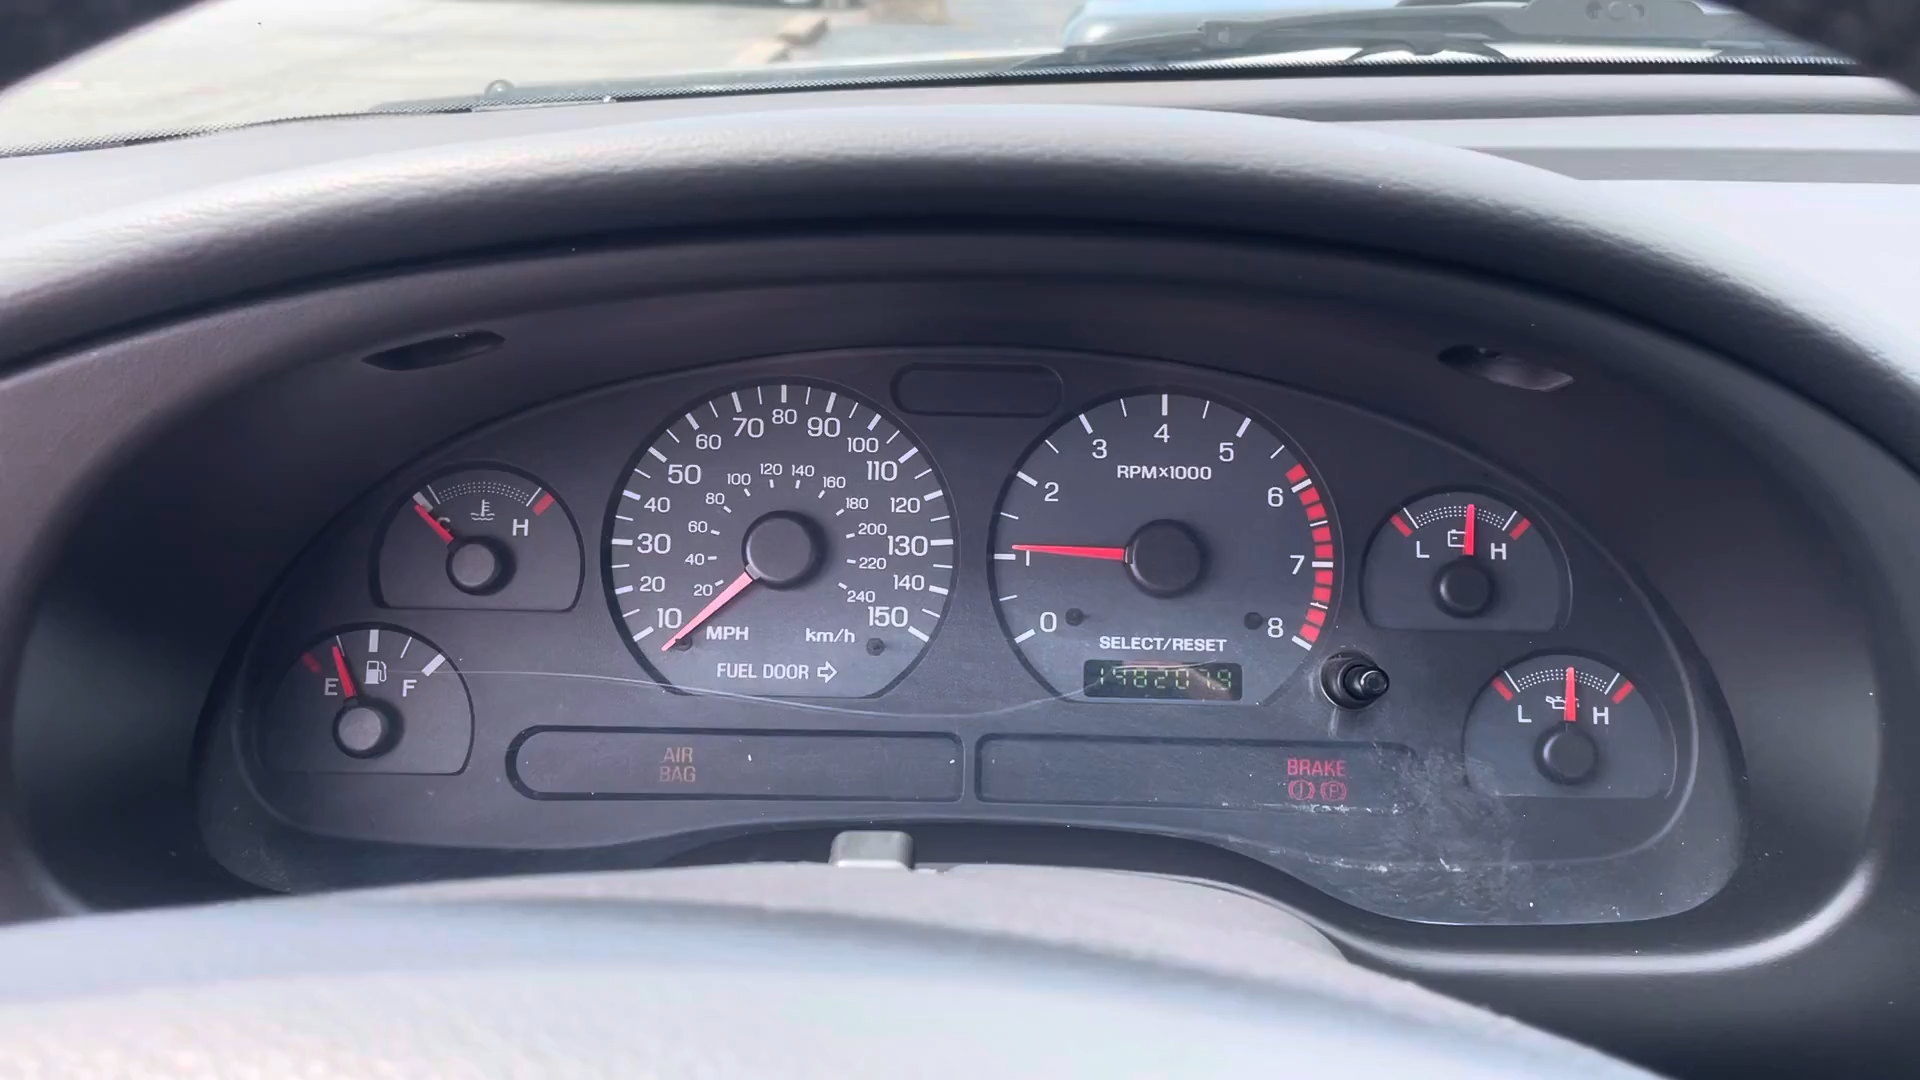 80
70 90
60 100
50 110
40 120
30 130
20 140
10 150
120 140
100 160
80 180
60 200
40 220
20 240
MPH km/h
FUEL DOOR
4
3 5
RPM×1000
2 6
1 7
0 8
SELECT/RESET
C H
L H
E F
L H
AIR
BAG
BRAKE
(!) (P)